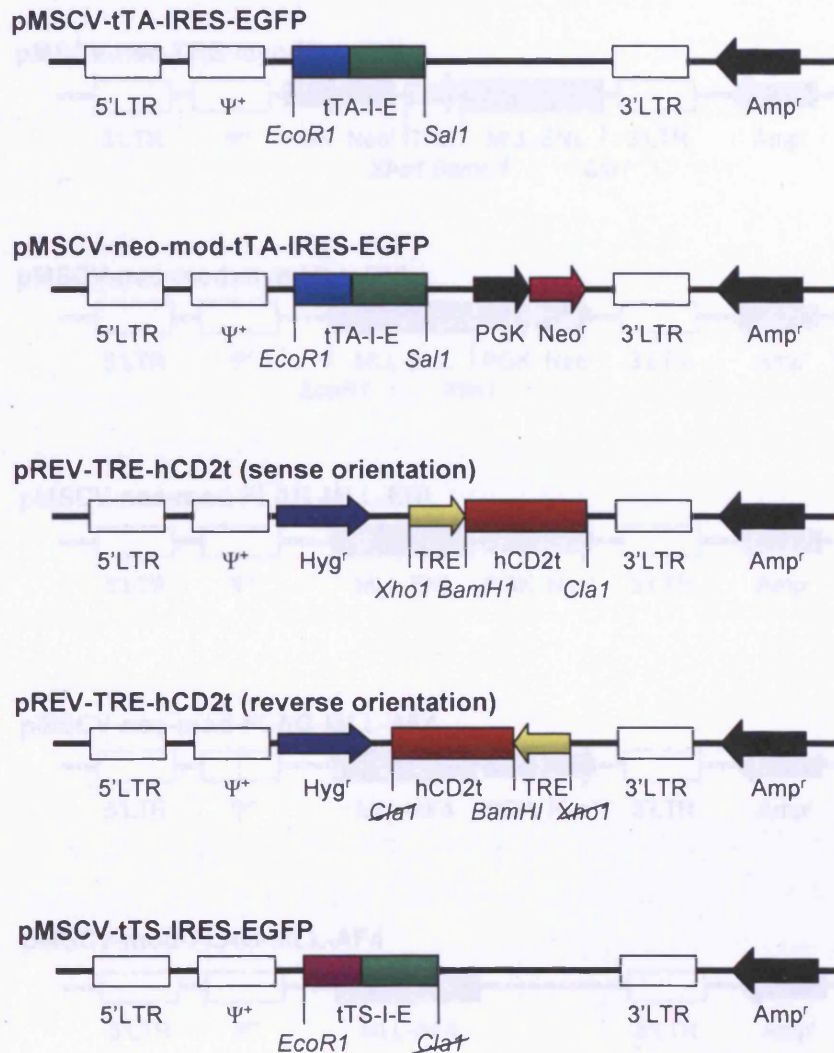 pMSCV-tTA-IRES-EGFP
5'LTR Ψ+ tTA-I-E 3'LTR Ampr
EcoR1 Sal1
pMSCV-neo-mod-tTA-IRES-EGFP
5'LTR Ψ+ tTA-I-E PGK Neor 3'LTR Ampr
EcoR1 Sal1
pREV-TRE-hCD2t (sense orientation)
5'LTR Ψ+ Hygr TRE hCD2t 3'LTR Ampr
Xho1 BamH1 Cla1
pREV-TRE-hCD2t (reverse orientation)
5'LTR Ψ+ Hygr hCD2t TRE 3'LTR Ampr
Cla1 BamHI Xho1
pMSCV-tTS-IRES-EGFP
5'LTR Ψ+ tTS-I-E 3'LTR Ampr
EcoR1 Cla1